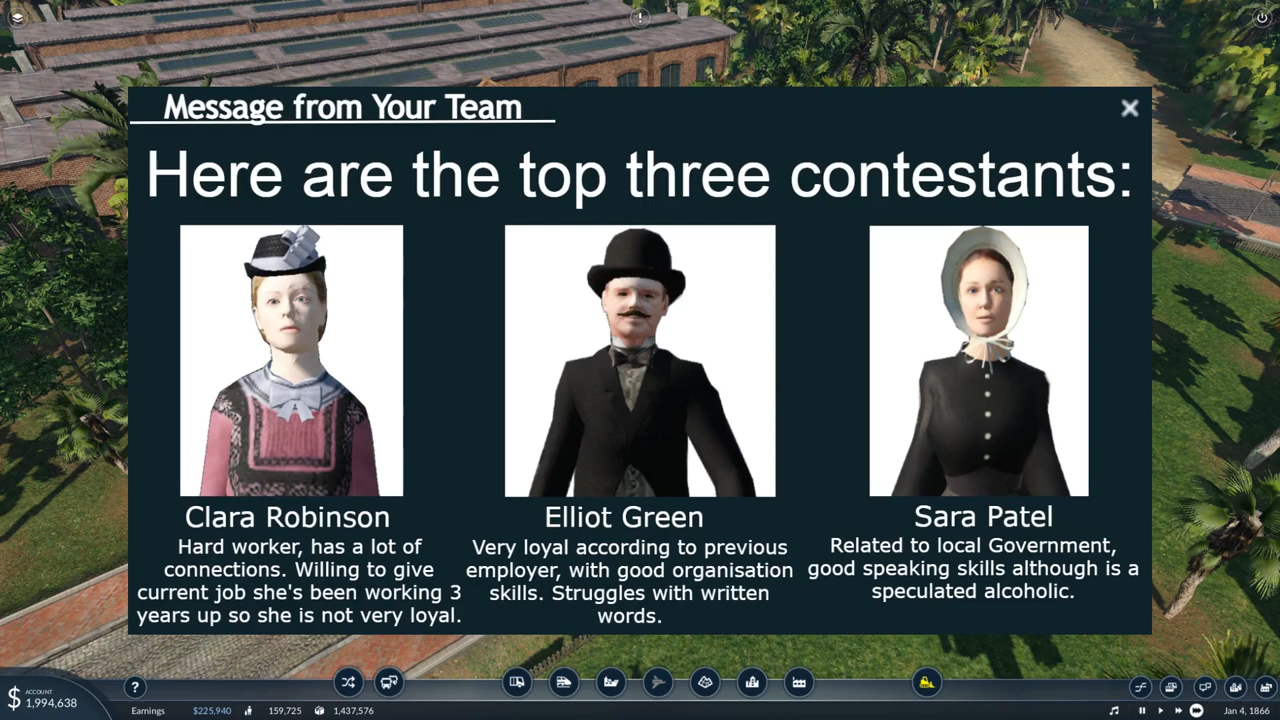 Message from Your Team
Here are the top three contestants:
Clara Robinson
Hard worker, has a lot of
connections. Willing to give
current job she's been working 3
years up so she is not very loyal.
Elliot Green
Very loyal according to previous
employer, with good organisation
skills. Struggles with written
words.
Sara Patel
Related to local Government,
good speaking skills although is a
speculated alcoholic.
$ ACCOUNT
1,994,638
?
Earnings $225,940 159,725 1,437,576
Jan 4, 1866